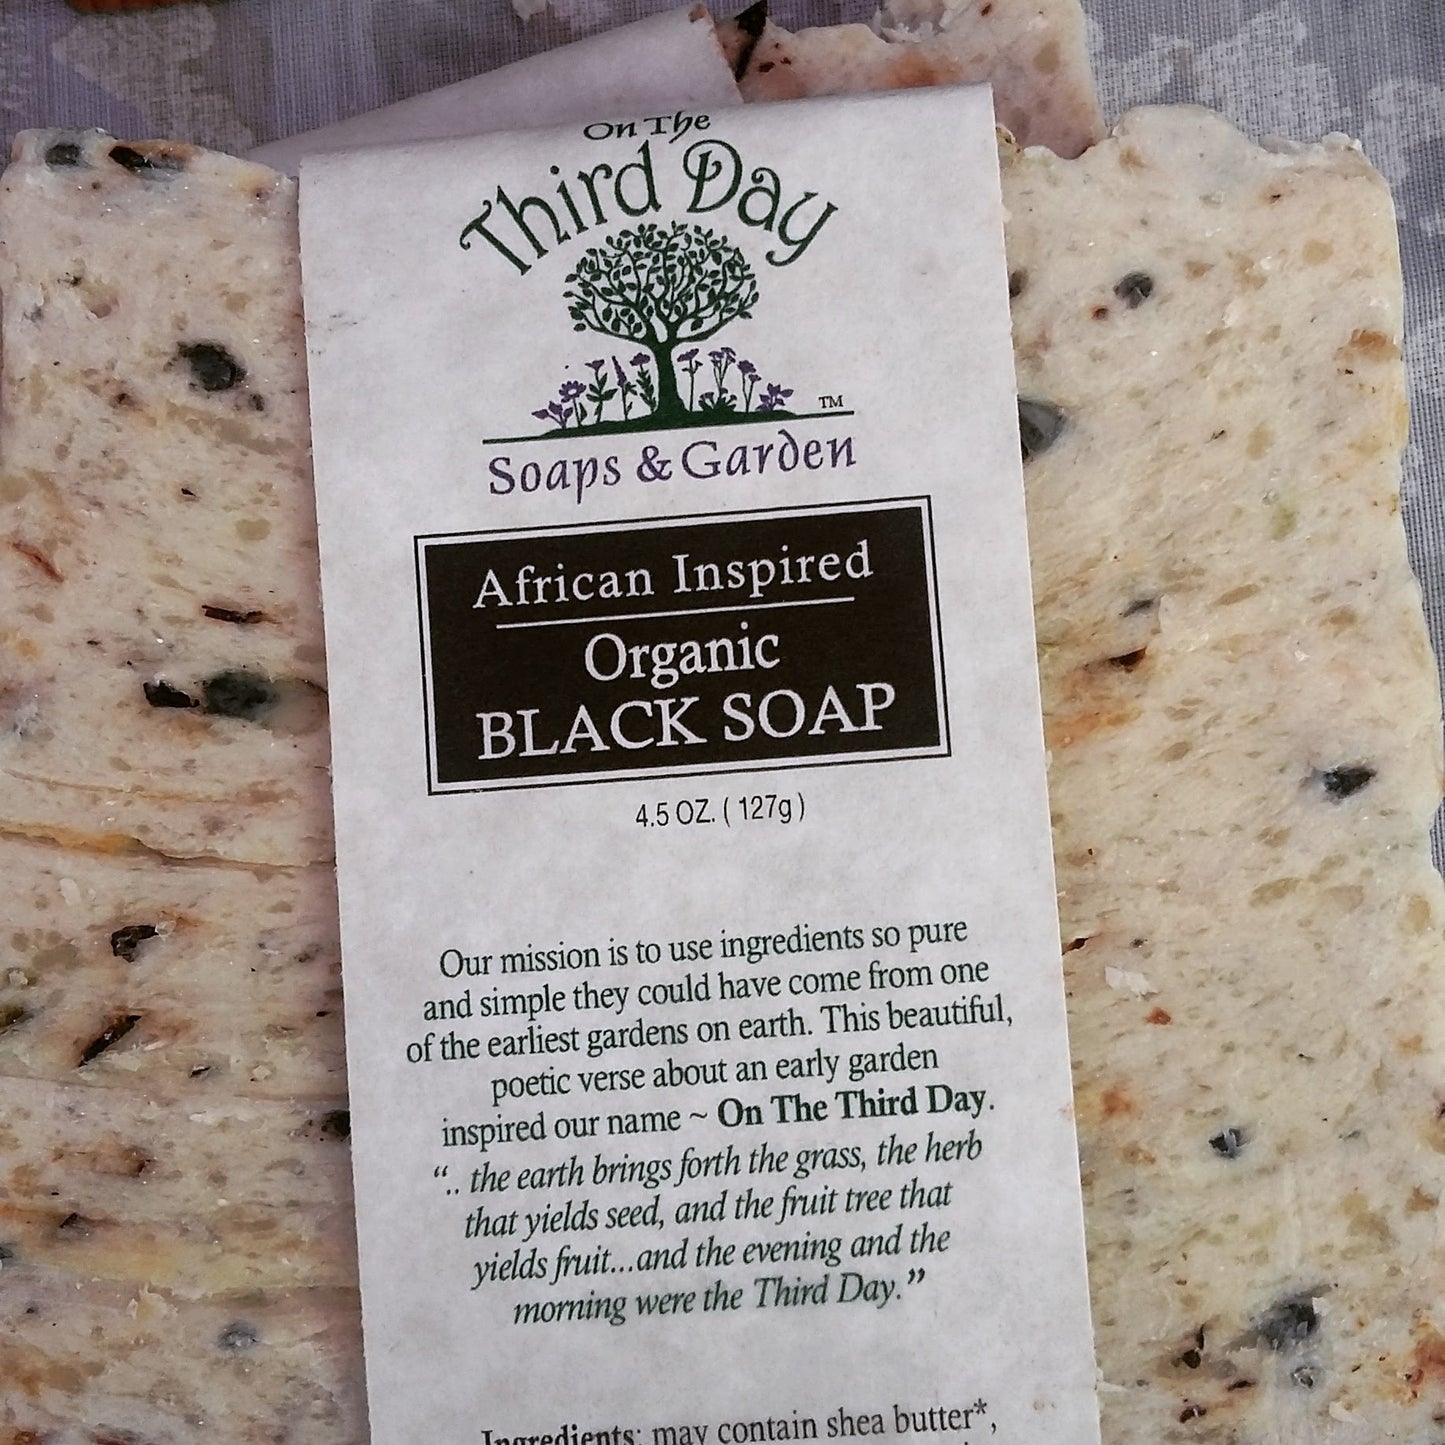 On The
Third Day
TM
Soaps & Garden
African Inspired
Organic
BLACK SOAP
4.5 OZ. ( 127g )
Our mission is to use ingredients so pure
and simple they could have come from one
of the earliest gardens on earth. This beautiful,
poetic verse about an early garden
inspired our name ~ On The Third Day.
“.. the earth brings forth the grass, the herb
that yields seed, and the fruit tree that
yields fruit...and the evening and the
morning were the Third Day.”
Ingredients: may contain shea butter*,